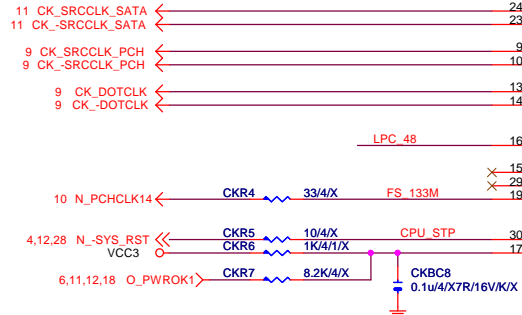 11 CK_SRCCLK_SATA 24
11 CK_-SRCCLK_SATA 23
9 CK_SRCCLK_PCH 9
9 CK_-SRCCLK_PCH 10
9 CK_DOTCLK 13
9 CK_-DOTCLK 14
LPC_48 16
15
29
10 N_PCHCLK14 CKR4 33/4/X FS_133M 19
4,12,28 N_-SYS_RST CKR5 10/4/X CPU_STP 30
VCC3 CKR6 1K/4/1/X 17
6,11,12,18 O_PWROK1 CKR7 8.2K/4/X
CKBC8
0.1u/4/X7R/16V/K/X